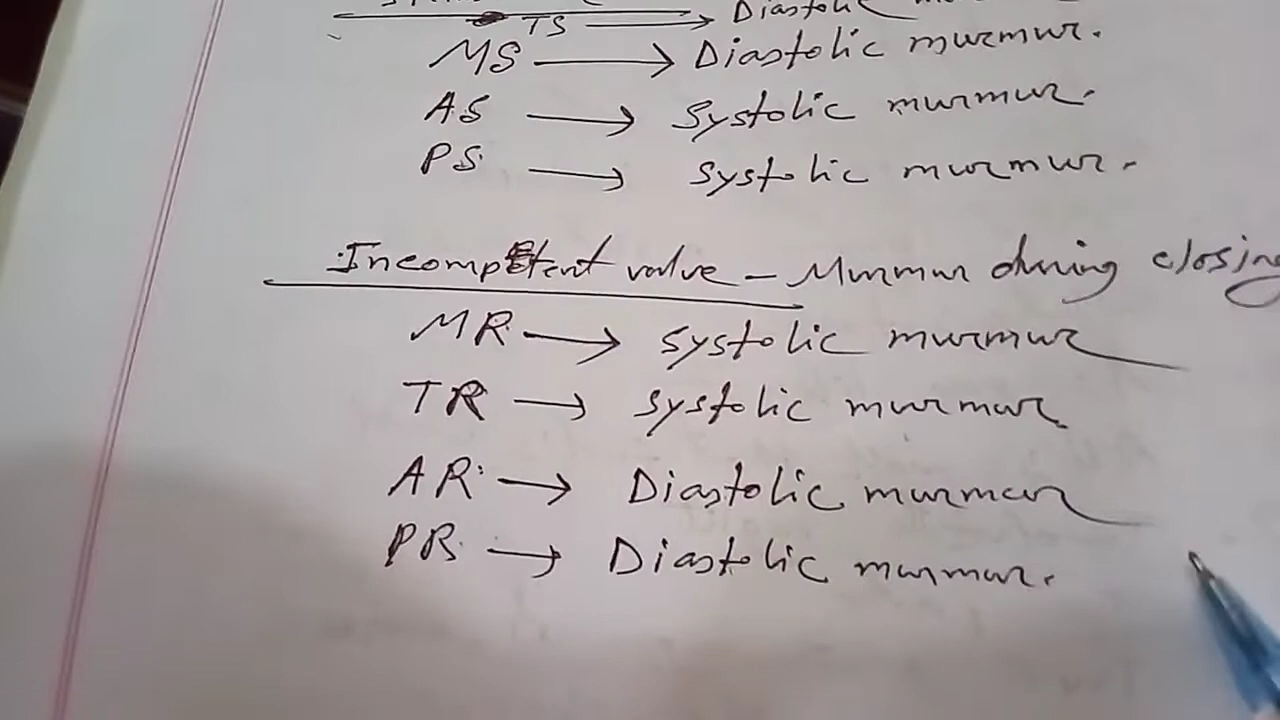 TS → Diastolic
MS → Diastolic murmur.
AS → Systolic murmur.
PS → Systolic murmur.
Incompetent valve - Murmur during closing
MR → Systolic murmur
TR → Systolic murmur
AR → Diastolic murmur
PR → Diastolic murmur.